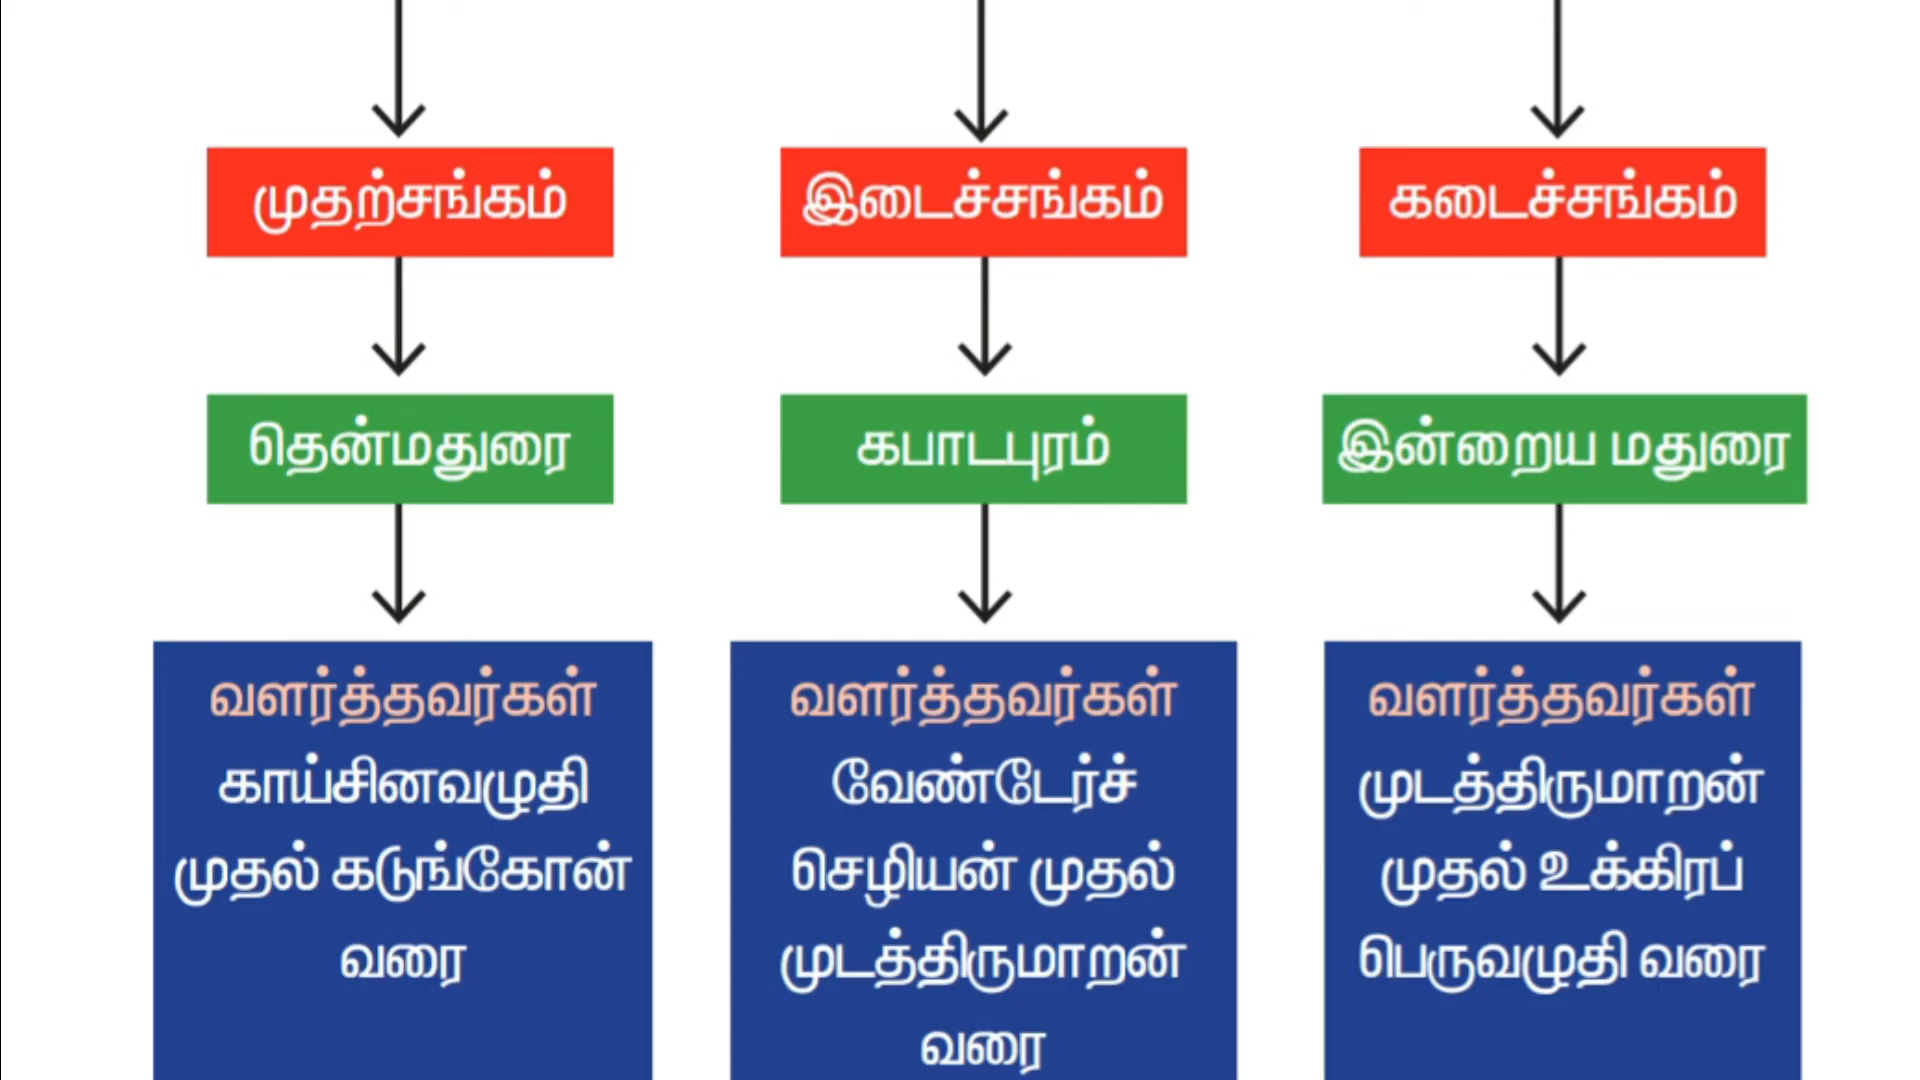 முதற்சங்கம்
இடைச்சங்கம்
கடைச்சங்கம்
தென்மதுரை
கபாடபுரம்
இன்றைய மதுரை
வளர்த்தவர்கள்
காய்சினவழுதி
முதல் கடுங்கோன்
வரை
வளர்த்தவர்கள்
வேண்டேர்ச்
செழியன் முதல்
முடத்திருமாறன்
வரை
வளர்த்தவர்கள்
முடத்திருமாறன்
முதல் உக்கிரப்
பெருவழுதி வரை